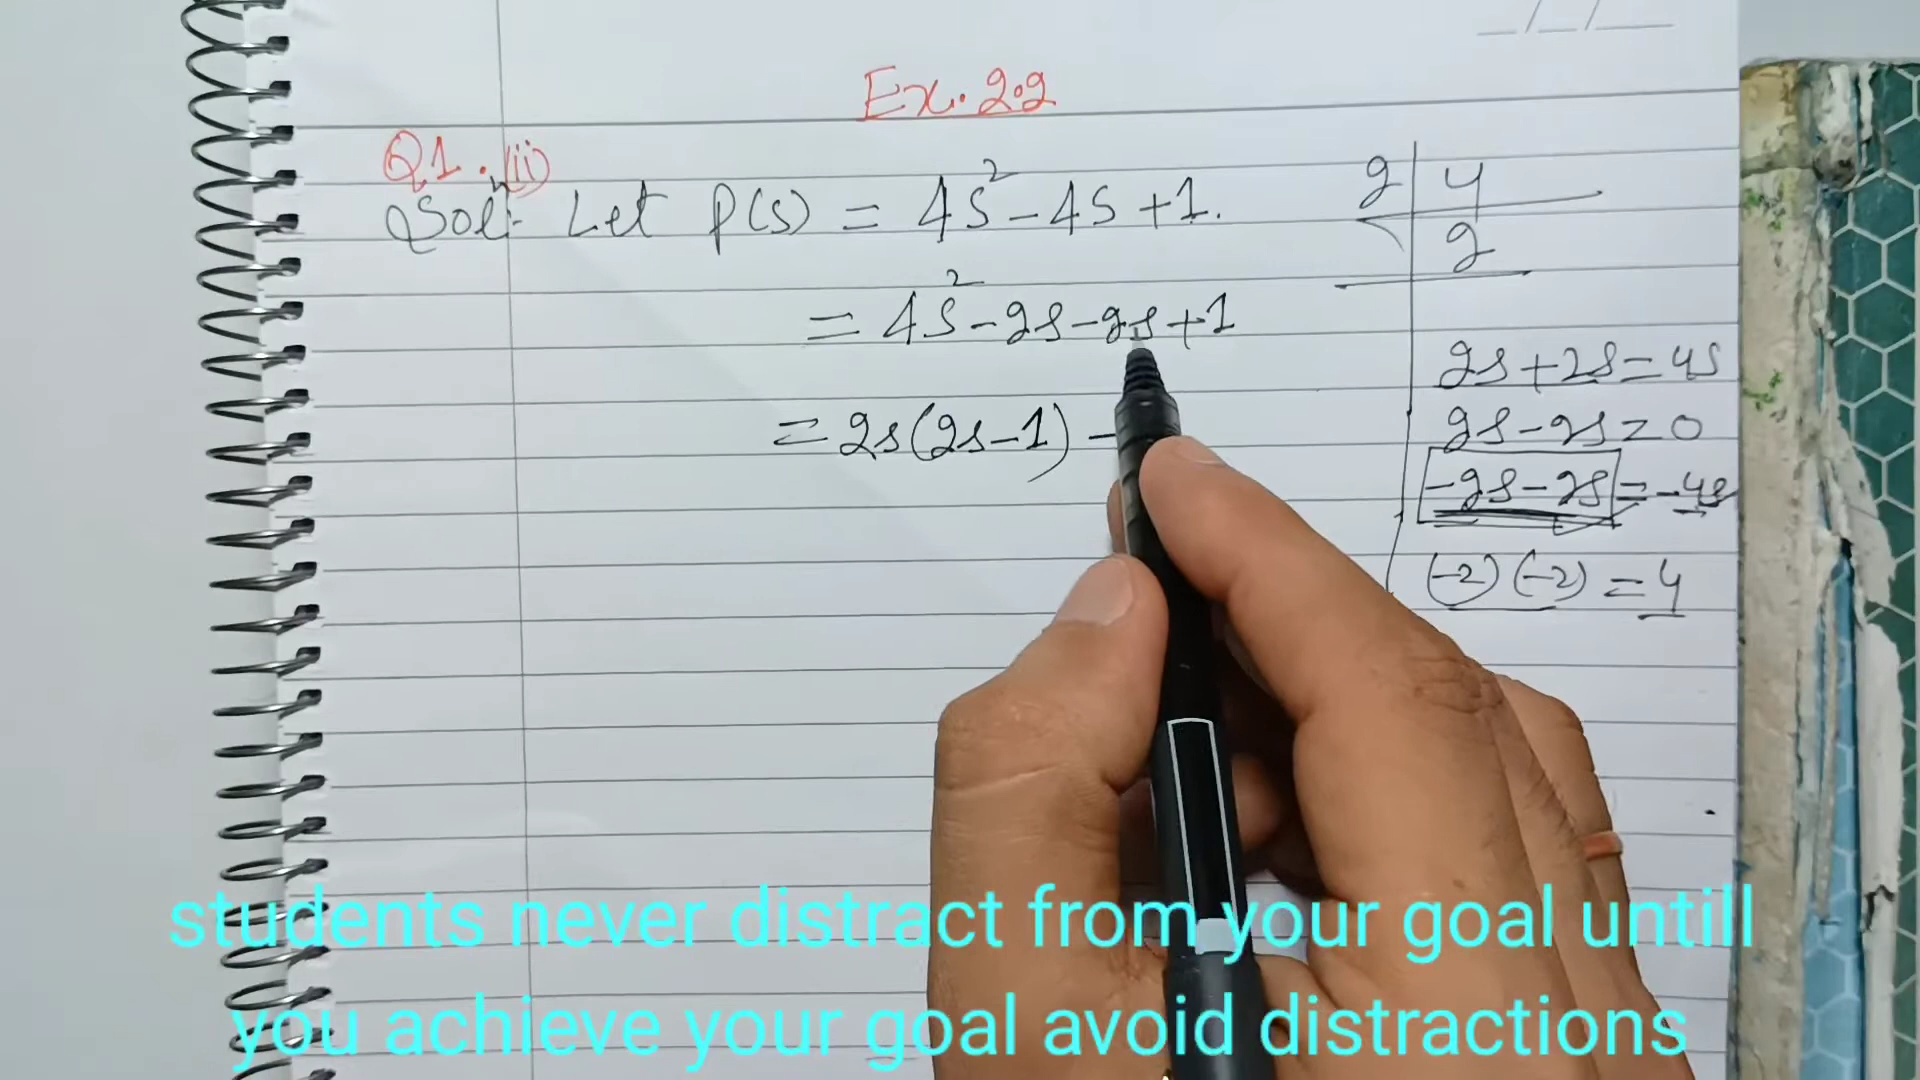 Ex. 2.2
Q1. (ii)
Sol:- Let P(s) = 4s² - 4s + 1.
= 4s² - 2s - 2s + 1
= 2s(2s - 1) -
2 | 4
2
2s + 2s = 4s
2s - 2s = 0
-2s - 2s = -4s
(-2) (-2) = 4
students never distract from your goal untill
you achieve your goal avoid distractions